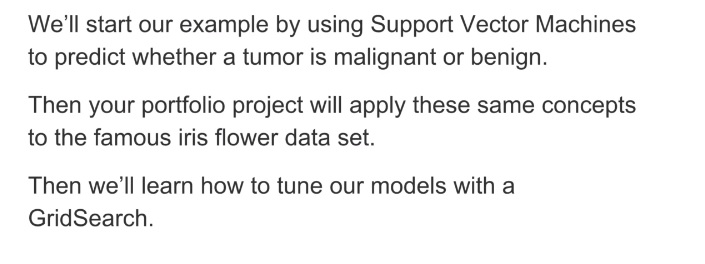 We’ll start our example by using Support Vector Machines
to predict whether a tumor is malignant or benign.
Then your portfolio project will apply these same concepts
to the famous iris flower data set.
Then we’ll learn how to tune our models with a
GridSearch.